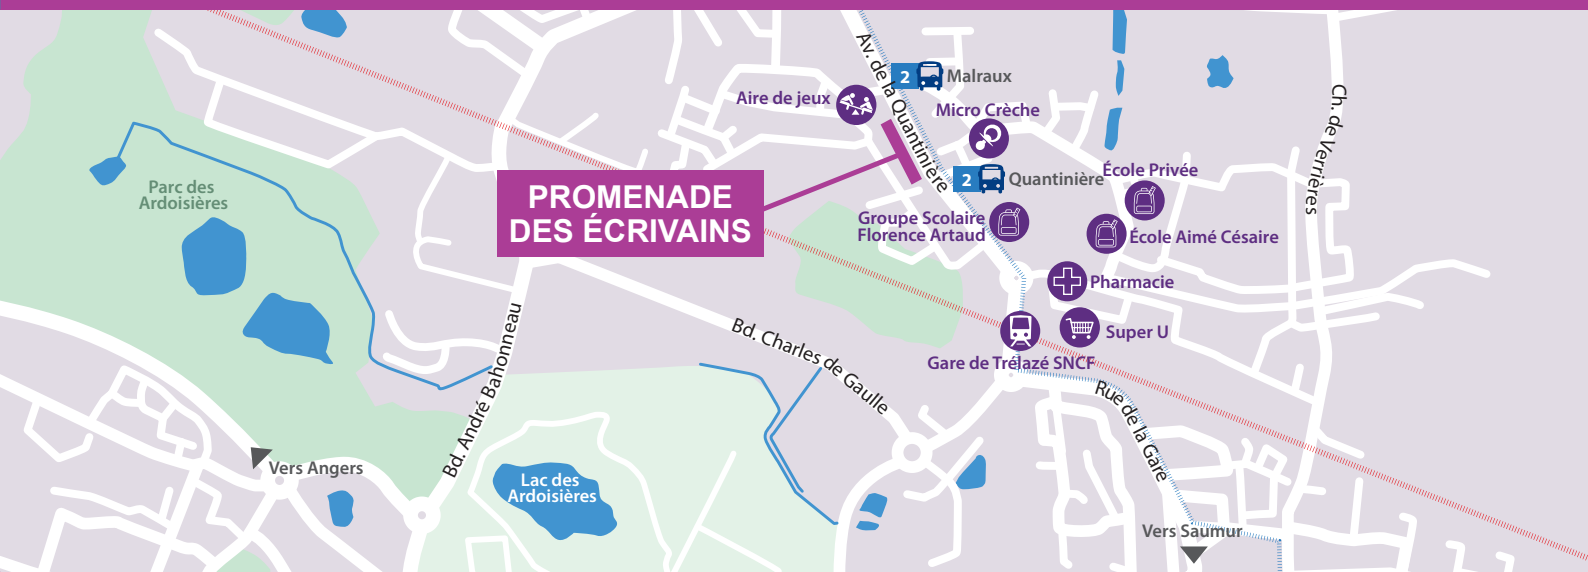 Av. de la Quantinière
2
Malraux
Aire de jeux
Micro Crèche
Ch. de Verrières
École Privée
2
Quantinière
Parc des
Ardoisières
PROMENADE
DES ÉCRIVAINS
Groupe Scolaire
Florence Artaud
École Aimé Césaire
Pharmacie
Bd. Charles de Gaulle
Super U
Gare de Trélazé SNCF
Bd. André Bahonneau
Rue de la Gare
Vers Angers
Lac des
Ardoisières
Vers Saumur